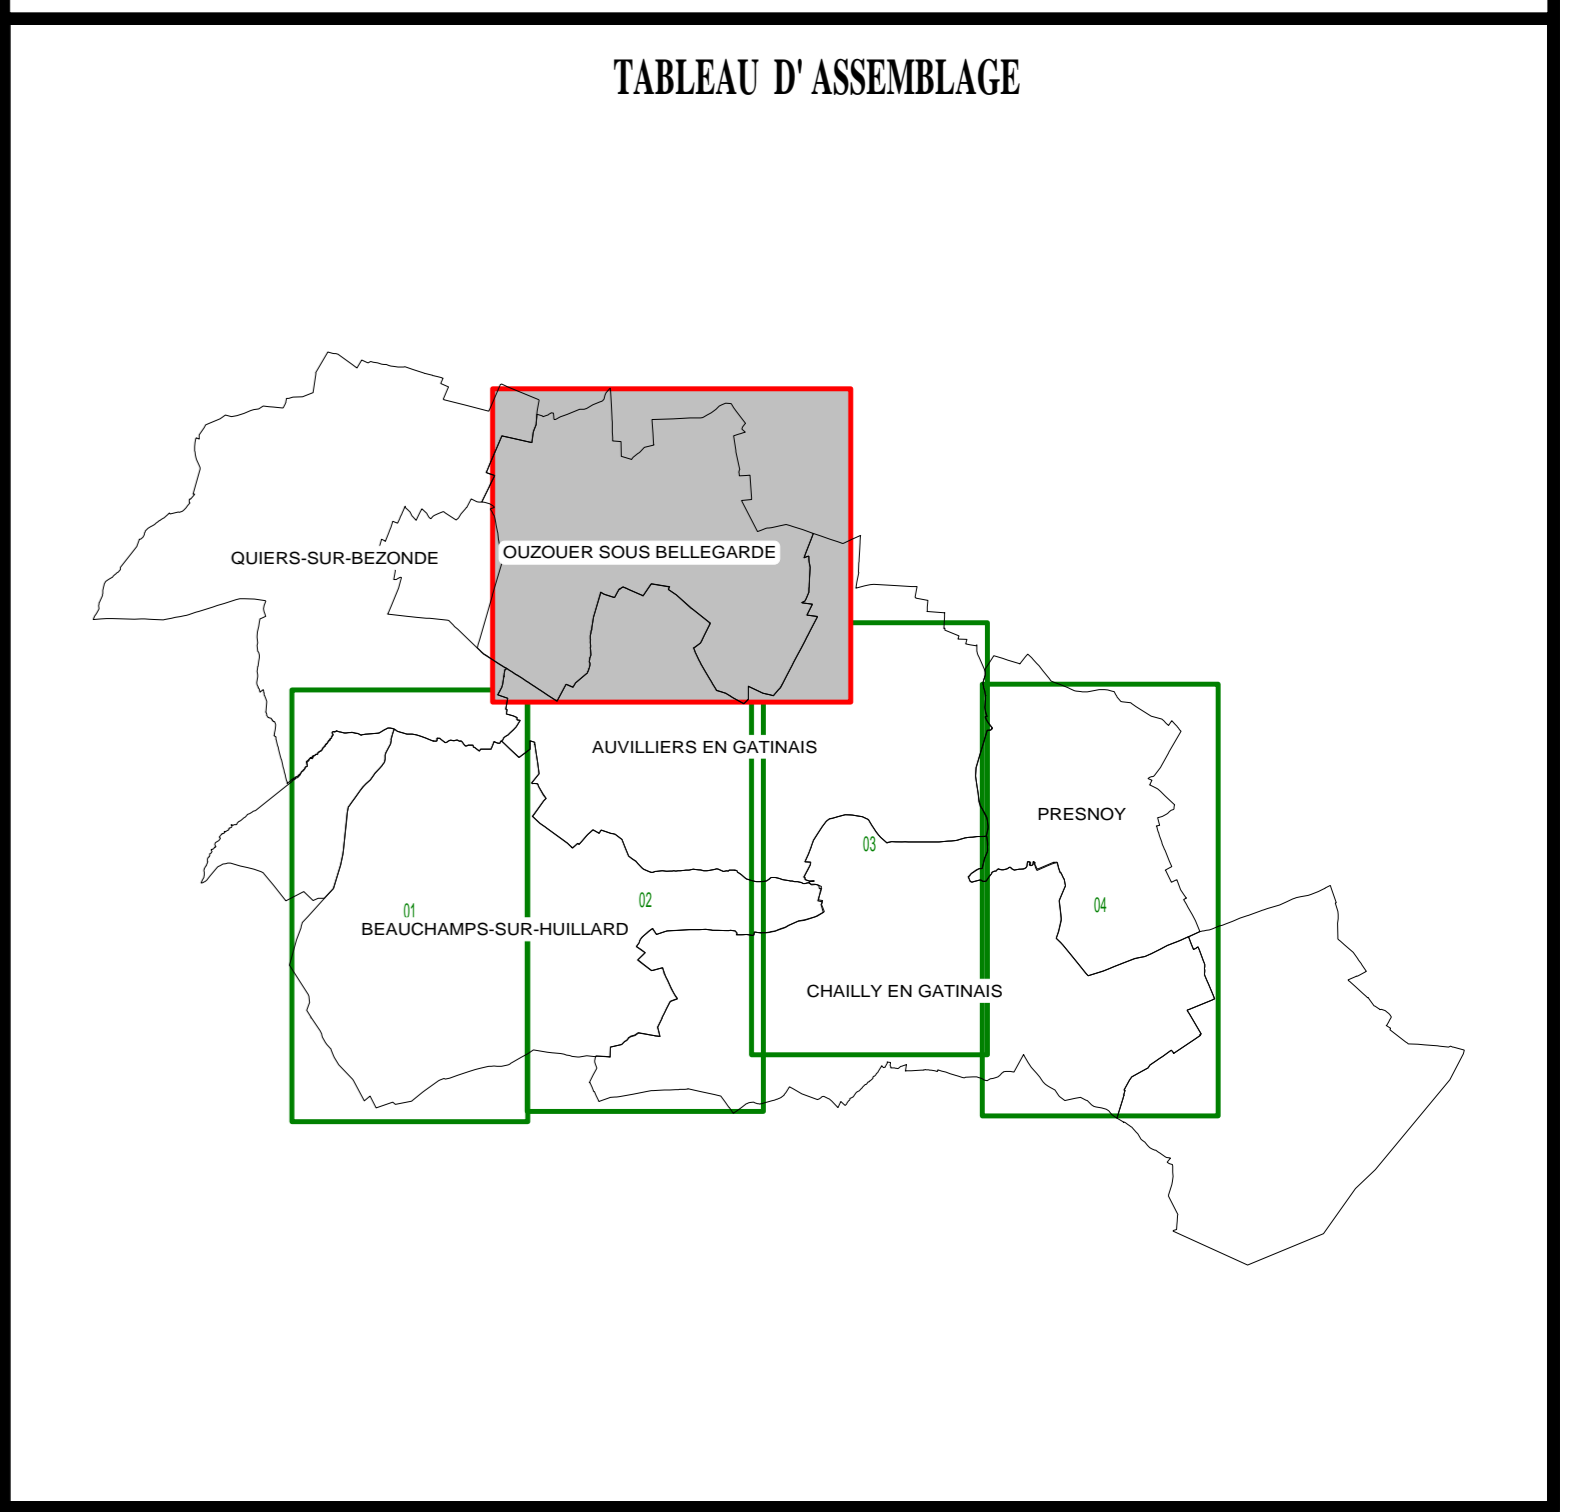 TABLEAU D' ASSEMBLAGE
OUZOUER SOUS BELLEGARDE
QUIERS-SUR-BEZONDE
AUVILLIERS EN GATINAIS
PRESNOY
03
02
04
01
BEAUCHAMPS-SUR-HUILLARD
CHAILLY EN GATINAIS